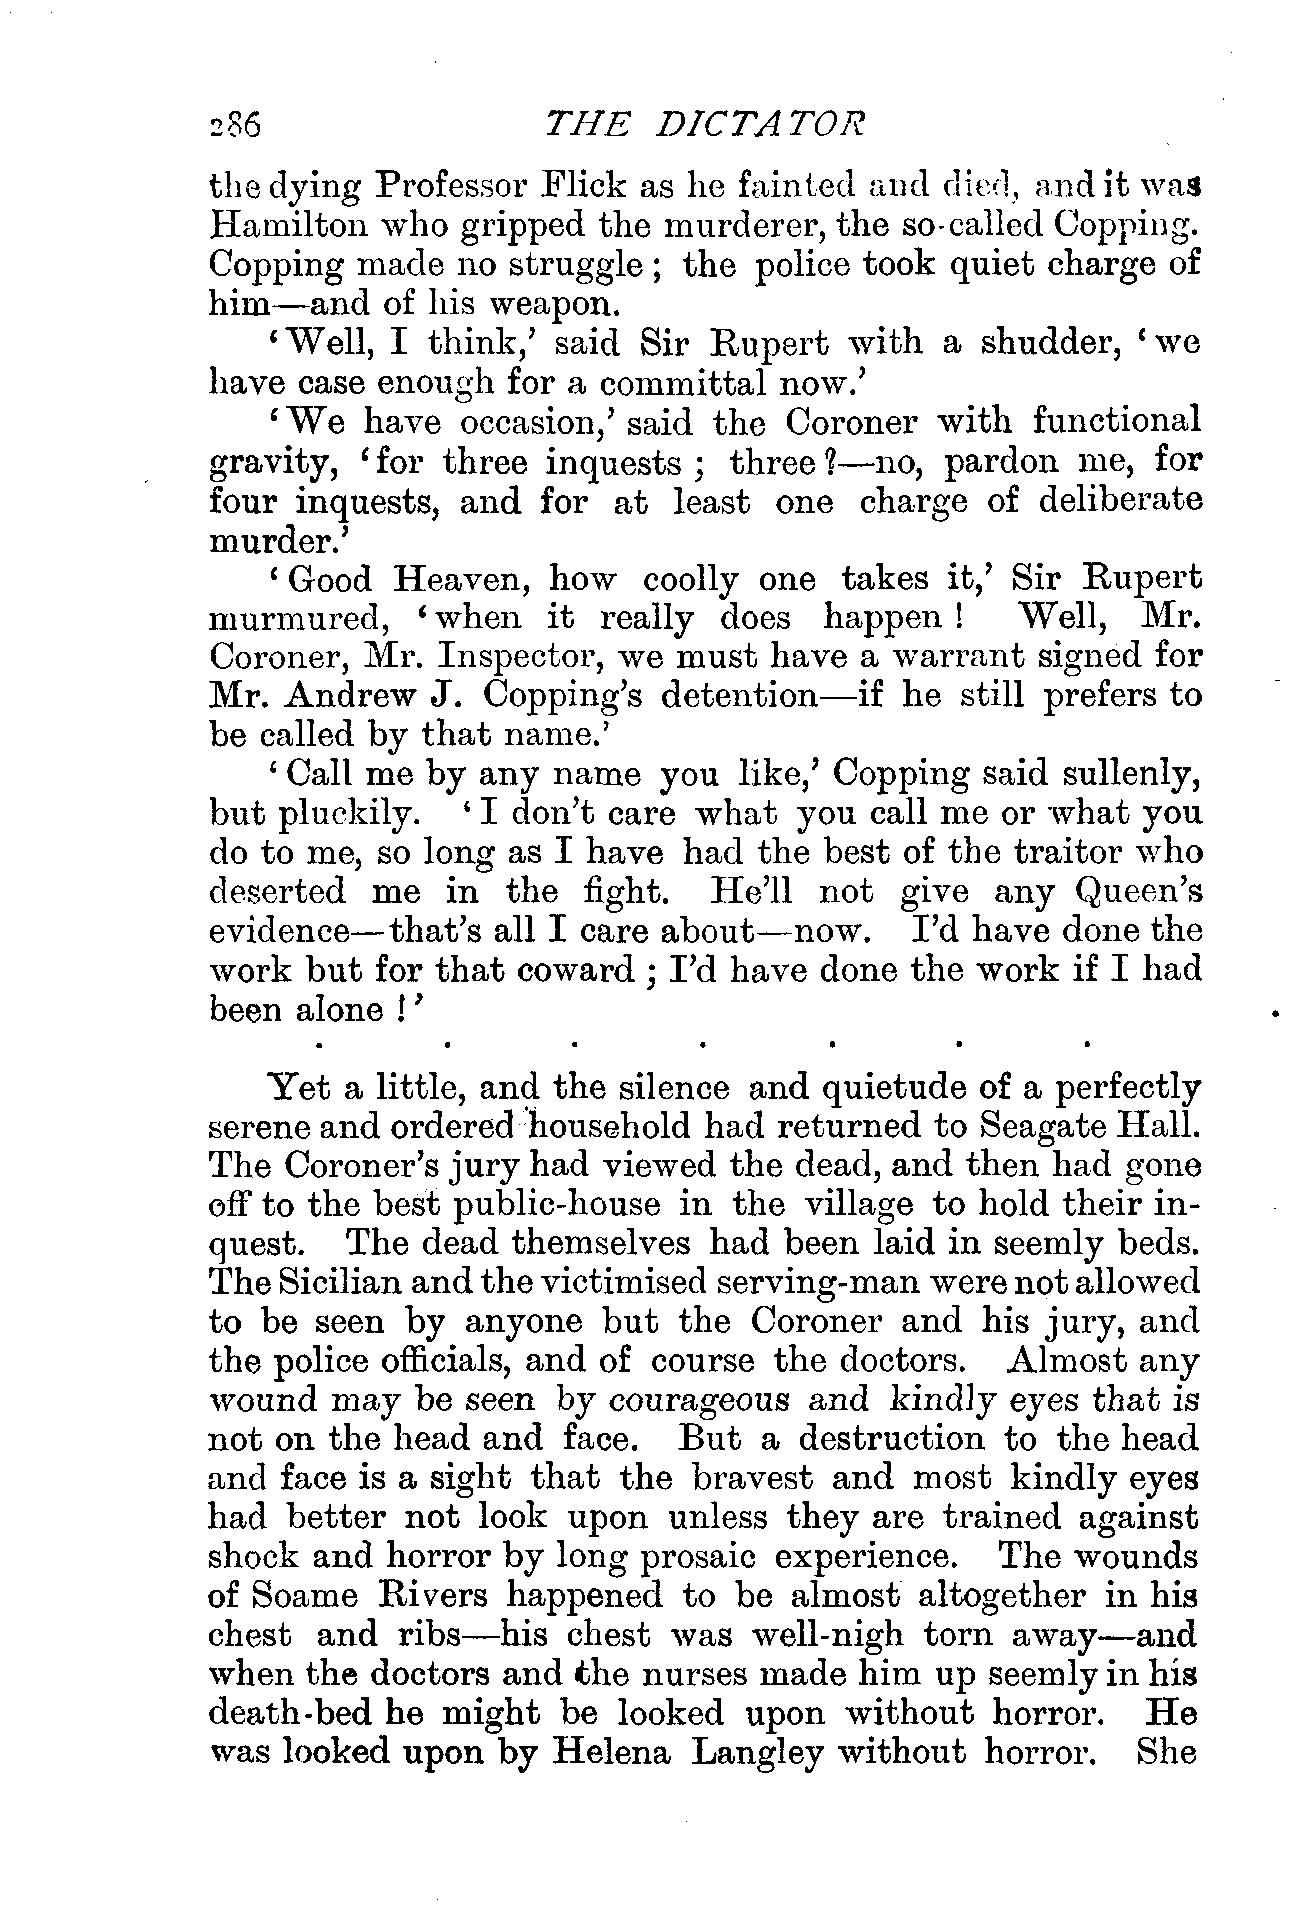 286 THE DICTATOR
the dying Professor Flick as he fainted and died, and it was
Hamilton who gripped the murderer, the so-called Copping.
Copping made no struggle ; the police took quiet charge of
him—and of his weapon.
‘Well, I think,’ said Sir Rupert with a shudder, ‘we
have case enough for a committal now.’
‘We have occasion,’ said the Coroner with functional
gravity, ‘for three inquests ; three ?—no, pardon me, for
four inquests, and for at least one charge of deliberate
murder.’
‘Good Heaven, how coolly one takes it,’ Sir Rupert
murmured, ‘when it really does happen ! Well, Mr.
Coroner, Mr. Inspector, we must have a warrant signed for
Mr. Andrew J. Copping’s detention—if he still prefers to
be called by that name.’
‘Call me by any name you like,’ Copping said sullenly,
but pluckily. ‘I don’t care what you call me or what you
do to me, so long as I have had the best of the traitor who
deserted me in the fight. He’ll not give any Queen’s
evidence—that’s all I care about—now. I’d have done the
work but for that coward ; I’d have done the work if I had
been alone !’
. . . . . . .
Yet a little, and the silence and quietude of a perfectly
serene and ordered household had returned to Seagate Hall.
The Coroner’s jury had viewed the dead, and then had gone
off to the best public-house in the village to hold their in-
quest. The dead themselves had been laid in seemly beds.
The Sicilian and the victimised serving-man were not allowed
to be seen by anyone but the Coroner and his jury, and
the police officials, and of course the doctors. Almost any
wound may be seen by courageous and kindly eyes that is
not on the head and face. But a destruction to the head
and face is a sight that the bravest and most kindly eyes
had better not look upon unless they are trained against
shock and horror by long prosaic experience. The wounds
of Soame Rivers happened to be almost altogether in his
chest and ribs—his chest was well-nigh torn away—and
when the doctors and the nurses made him up seemly in his
death-bed he might be looked upon without horror. He
was looked upon by Helena Langley without horror. She